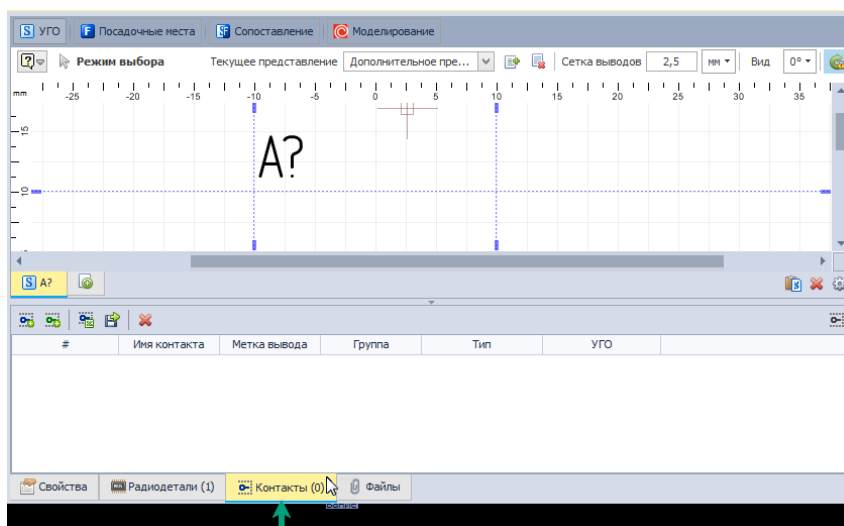 S УГО F Посадочные места SF Сопоставление Моделирование
Режим выбора Текущее представление Дополнительное пре... Сетка выводов 2,5 мм Вид 0°
mm -25 -20 -15 -10 -5 0 5 10 15 20 25 30 35
15
A?
10
S A?
# Имя контакта Метка вывода Группа Тип УГО
Свойства Радиодетали (1) Контакты (0) Файлы